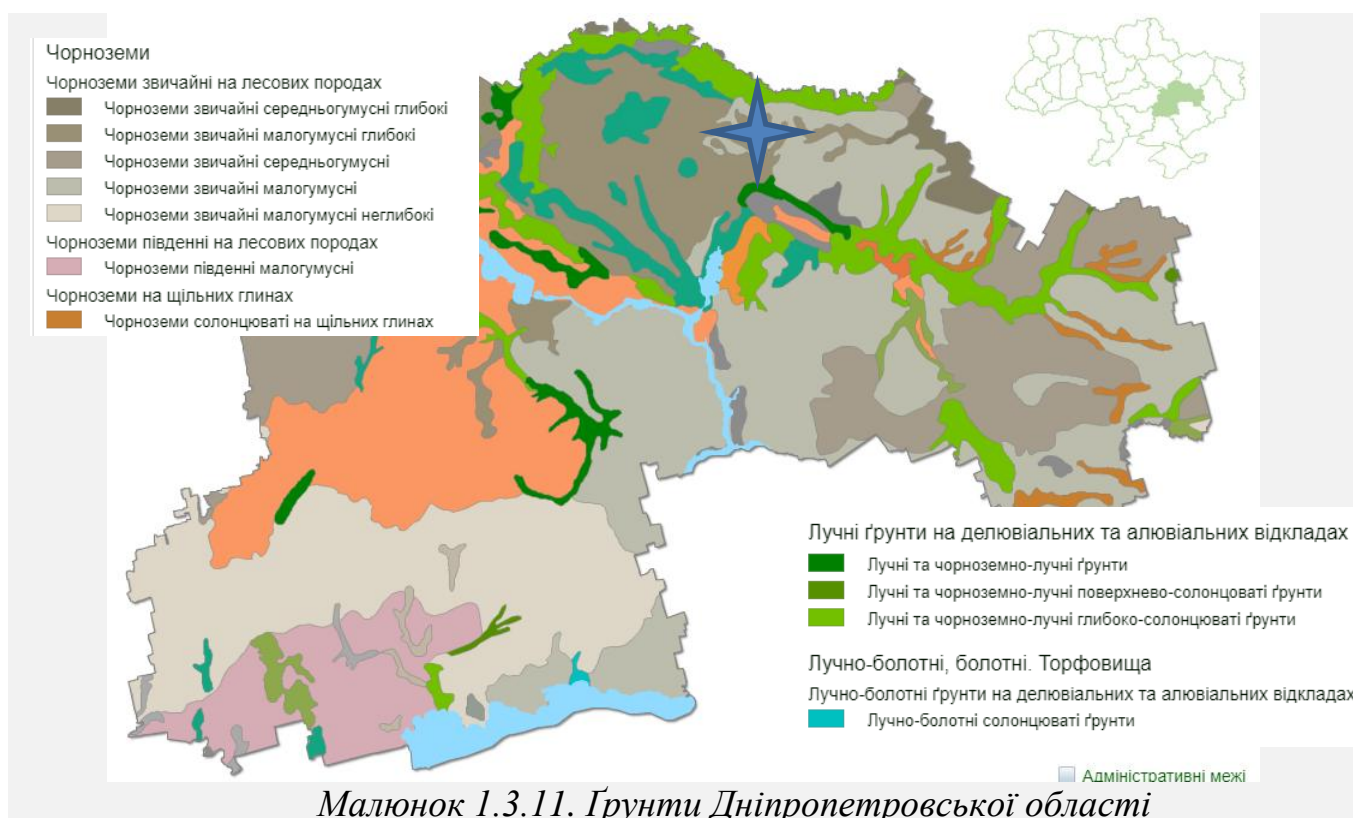 Чорноземи
Чорноземи звичайні на лесових породах
Чорноземи звичайні середньогумусні глибокі
Чорноземи звичайні малогумусні глибокі
Чорноземи звичайні середньогумусні
Чорноземи звичайні малогумусні
Чорноземи звичайні малогумусні неглибокі
Чорноземи південні на лесових породах
Чорноземи південні малогумусні
Чорноземи на щільних глинах
Чорноземи солонцюваті на щільних глинах
Лучні ґрунти на делювіальних та алювіальних відкладах
Лучні та чорноземно-лучні ґрунти
Лучні та чорноземно-лучні поверхнево-солонцюваті ґрунти
Лучні та чорноземно-лучні глибоко-солонцюваті ґрунти
Лучно-болотні, болотні. Торфовища
Лучно-болотні ґрунти на делювіальних та алювіальних відкладах
Лучно-болотні солонцюваті ґрунти
Адміністративні межі
Малюнок 1.3.11. Ґрунти Дніпропетровської області